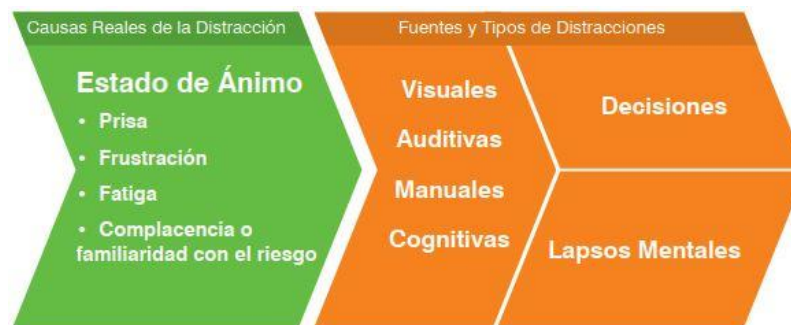 Causas Reales de la Distracción
Estado de Ánimo
• Prisa
• Frustración
• Fatiga
• Complacencia o
familiaridad con el riesgo
Fuentes y Tipos de Distracciones
Visuales
Auditivas
Manuales
Cognitivas
Decisiones
Lapsos Mentales